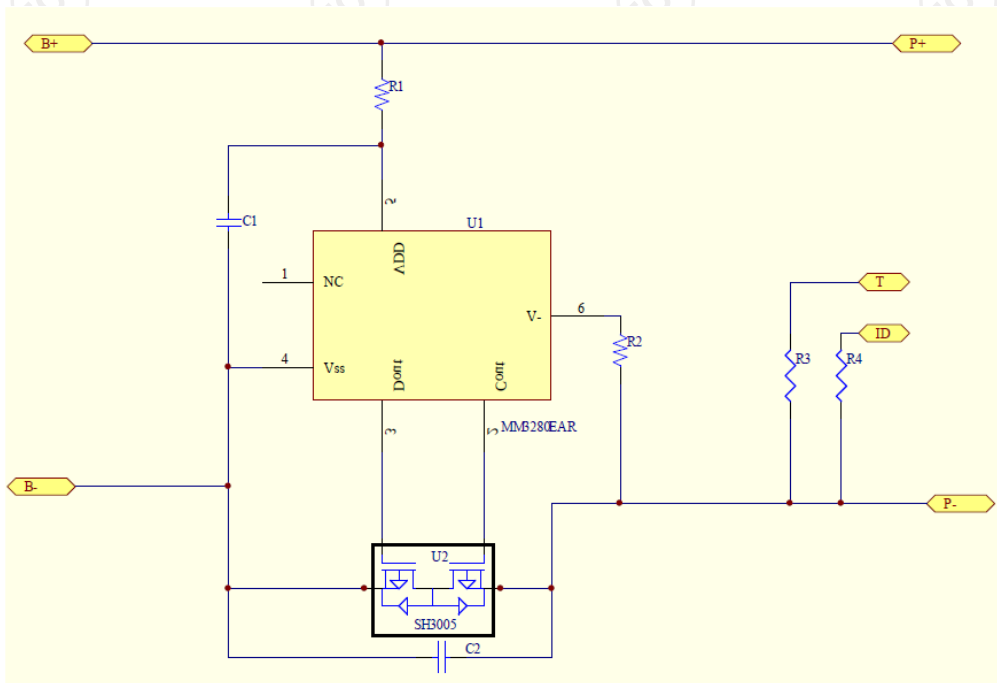 B+
P+
R1
C1
2
U1
VDD
1
NC
T
6
V-
ID
R2
4
Vss
R3
R4
Dout
Cout
3
5
MM3280EAR
B-
P-
U2
SH3005
C2